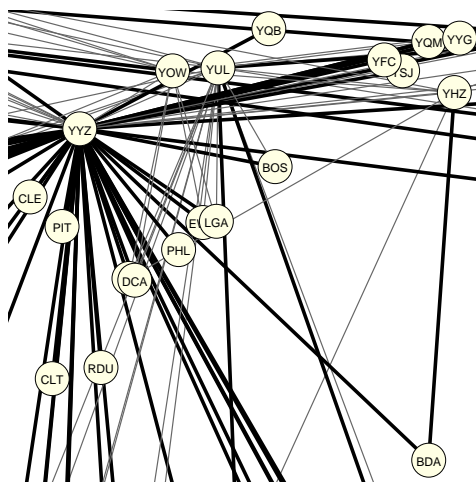 YQB
YQM
YYG
YOW
YUL
YFC
YSJ
YHZ
YYZ
BOS
CLE
PIT
LGA
PHL
DCA
CLT
RDU
BDA